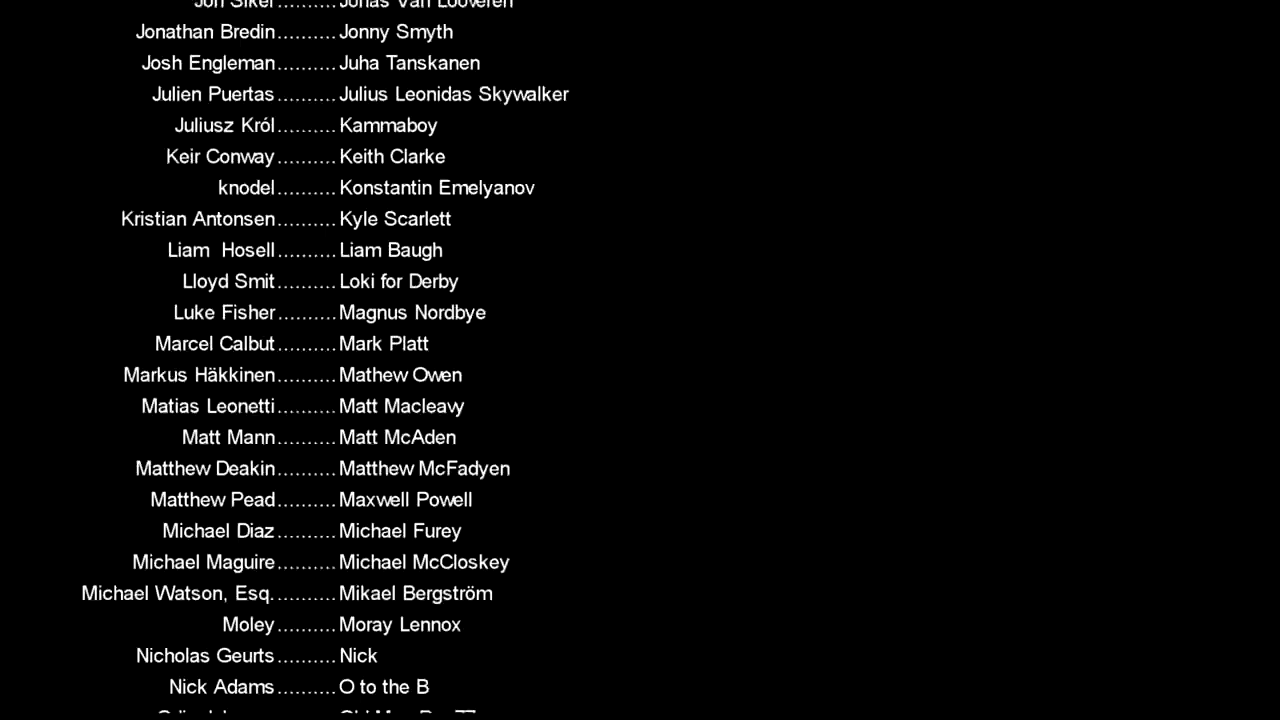 Jonas Van Looveren
Jonathan Bredin..........Jonny Smyth
Josh Engleman..........Juha Tanskanen
Julien Puertas..........Julius Leonidas Skywalker
Juliusz Król..........Kammaboy
Keir Conway..........Keith Clarke
knodel..........Konstantin Emelyanov
Kristian Antonsen..........Kyle Scarlett
Liam  Hosell..........Liam Baugh
Lloyd Smit..........Loki for Derby
Luke Fisher..........Magnus Nordbye
Marcel Calbut..........Mark Platt
Markus Häkkinen..........Mathew Owen
Matias Leonetti..........Matt Macleavy
Matt Mann..........Matt McAden
Matthew Deakin..........Matthew McFadyen
Matthew Pead..........Maxwell Powell
Michael Diaz..........Michael Furey
Michael Maguire..........Michael McCloskey
Michael Watson, Esq...........Mikael Bergström
Moley..........Moray Lennox
Nicholas Geurts..........Nick
Nick Adams..........O to the B